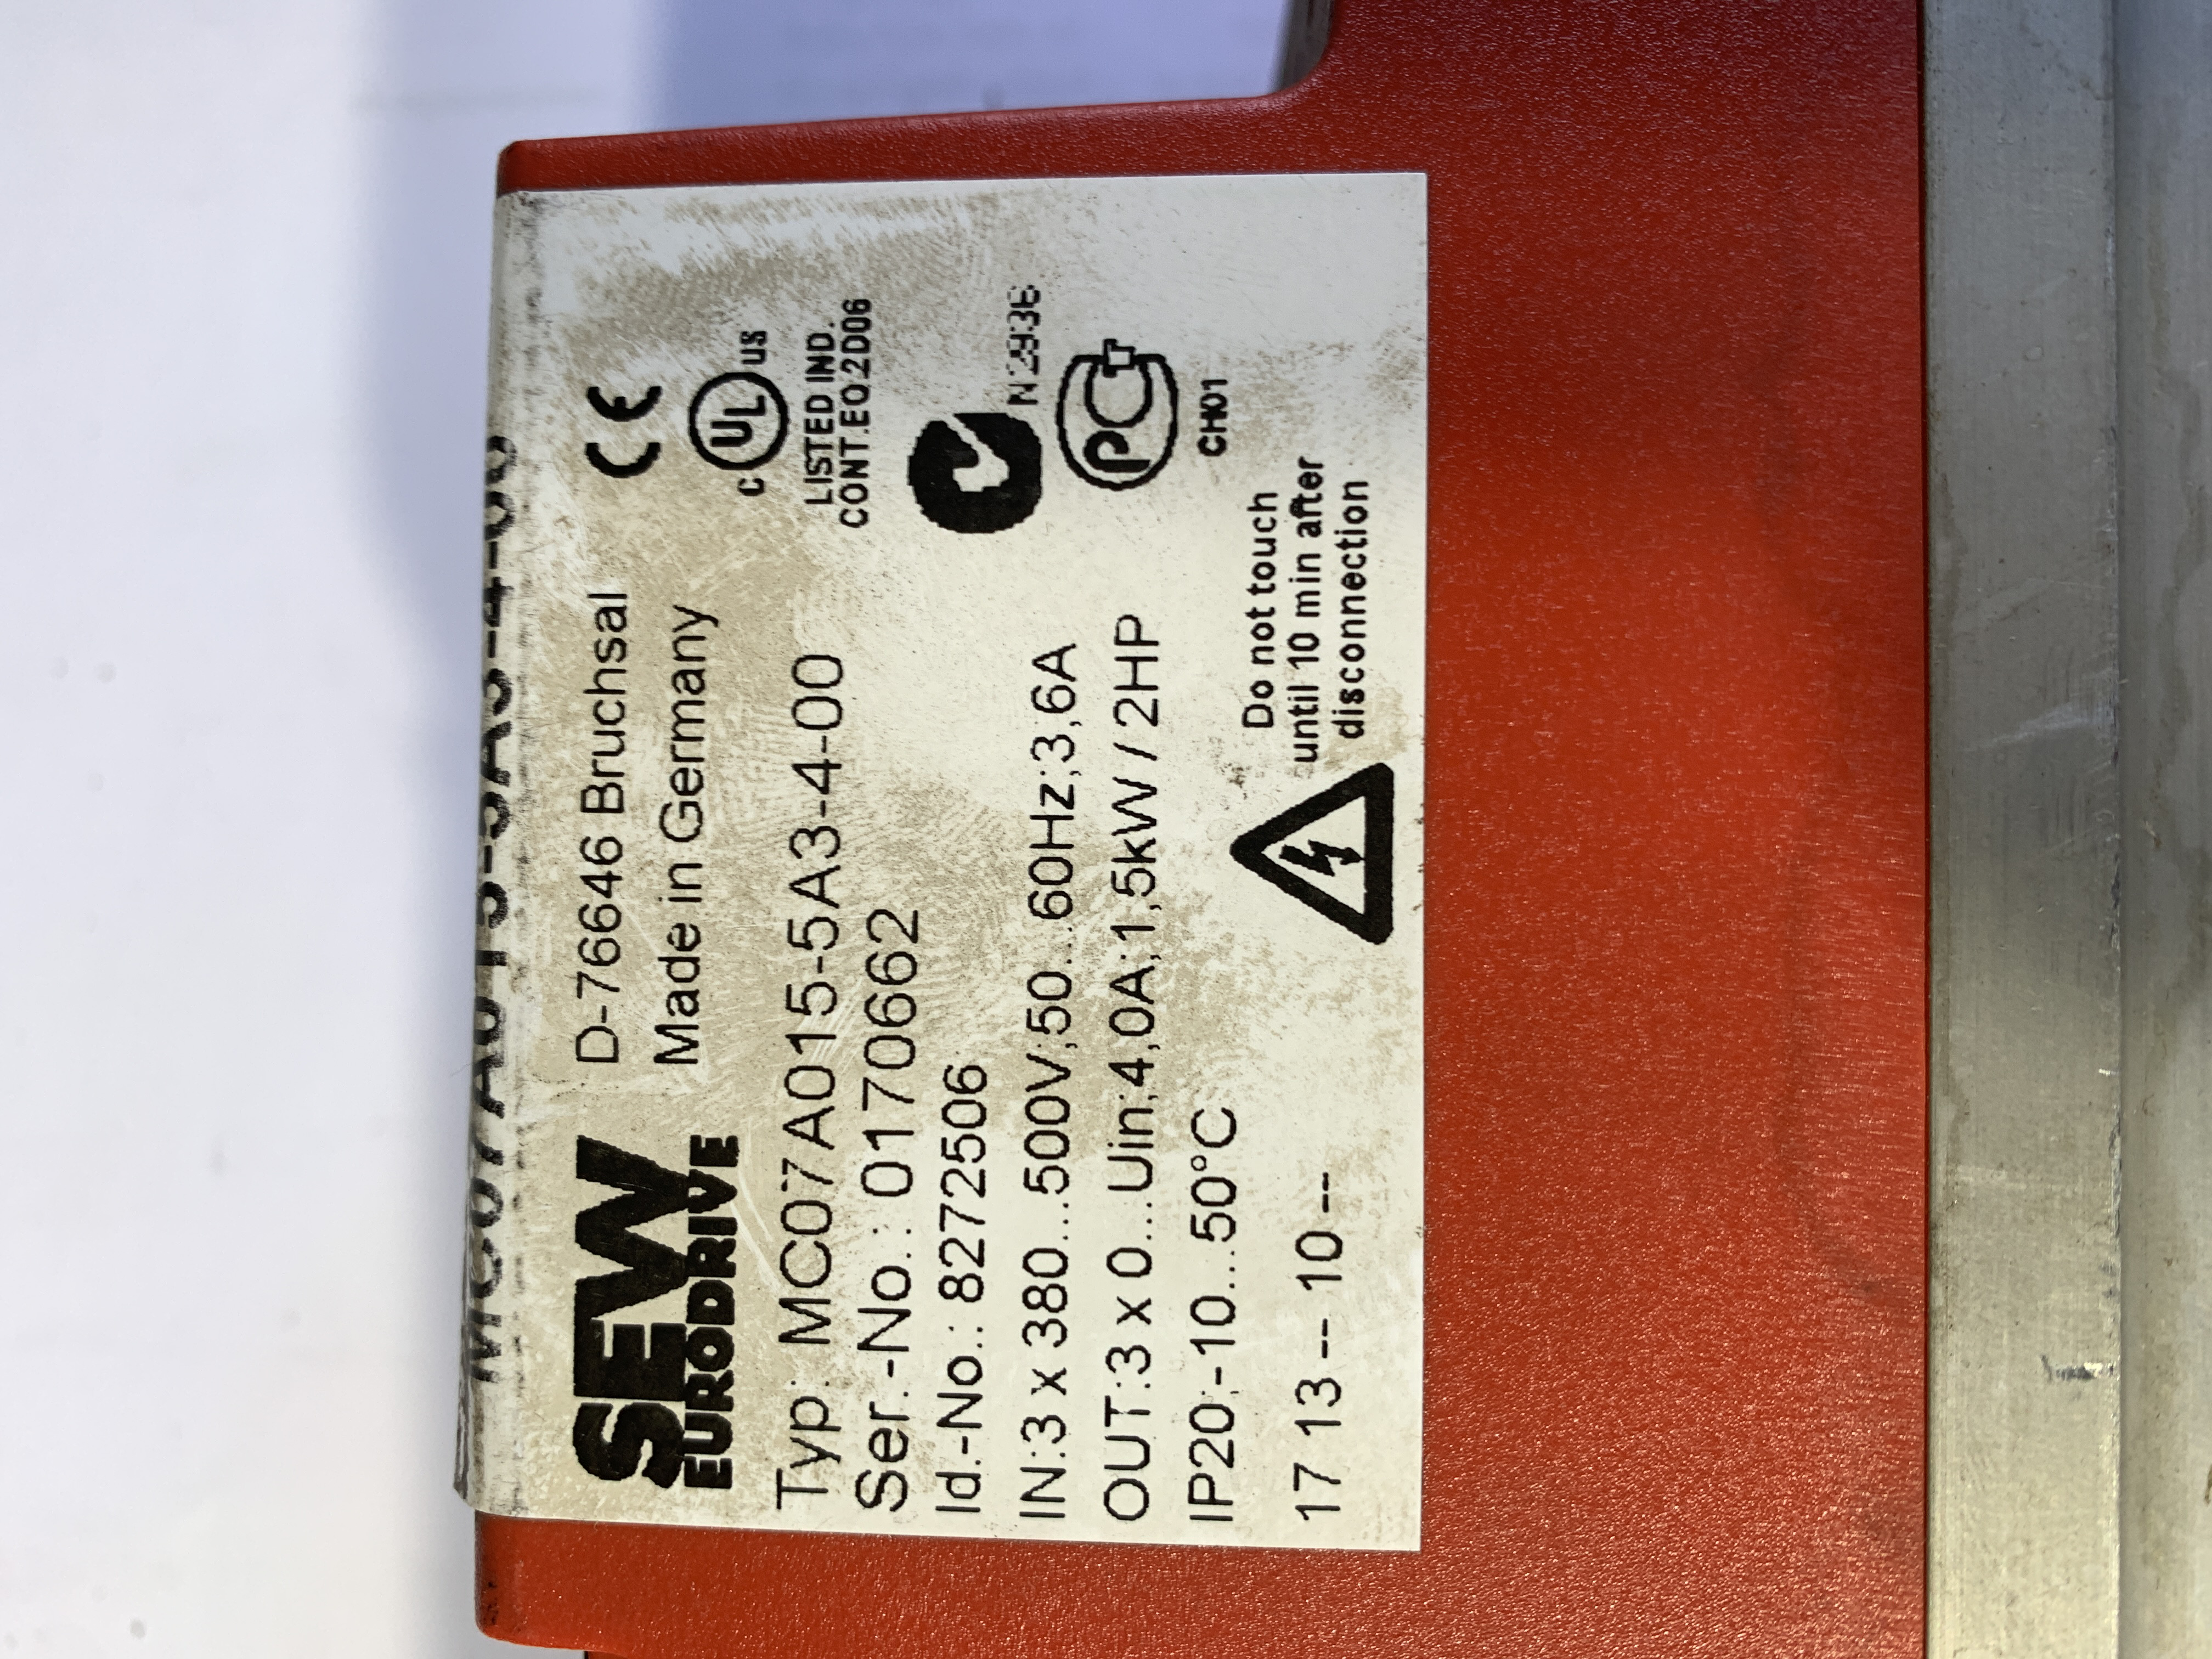 MC07A015-5A3-4-00
SEW
EURODRIVE
D-76646 Bruchsal
Made in Germany
CE
Typ: MC07A015-5A3-4-00
Ser.-No.: 0170662
Id.-No.: 8272506
IN:3 x 380...500V;50...60Hz;3,6A
OUT:3 x 0...Uin;4,0A;1,5kW / 2HP
IP20;-10...50°C
17 13 -- 10 --
c UL us
LISTED IND.
CONT.EQ.2D06
N2936
PCT
CH01
Do not touch
until 10 min after
disconnection